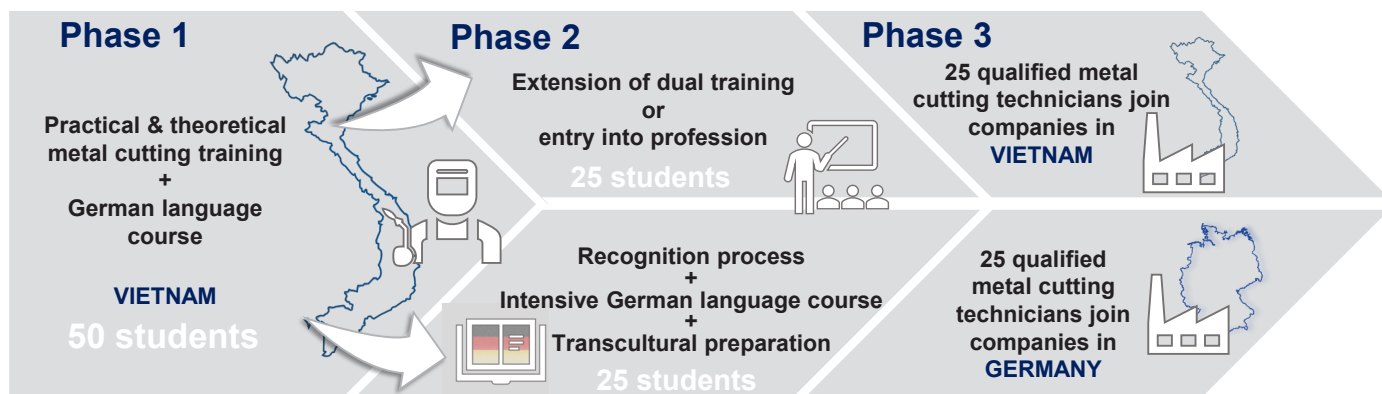 Phase 1
Practical & theoretical
metal cutting training
+
German language
course
VIETNAM
50 students
Phase 2
Extension of dual training
or
entry into profession
25 students
Recognition process
+
Intensive German language course
+
Transcultural preparation
25 students
Phase 3
25 qualified metal
cutting technicians join
companies in
VIETNAM
25 qualified
metal cutting
technicians join
companies in
GERMANY